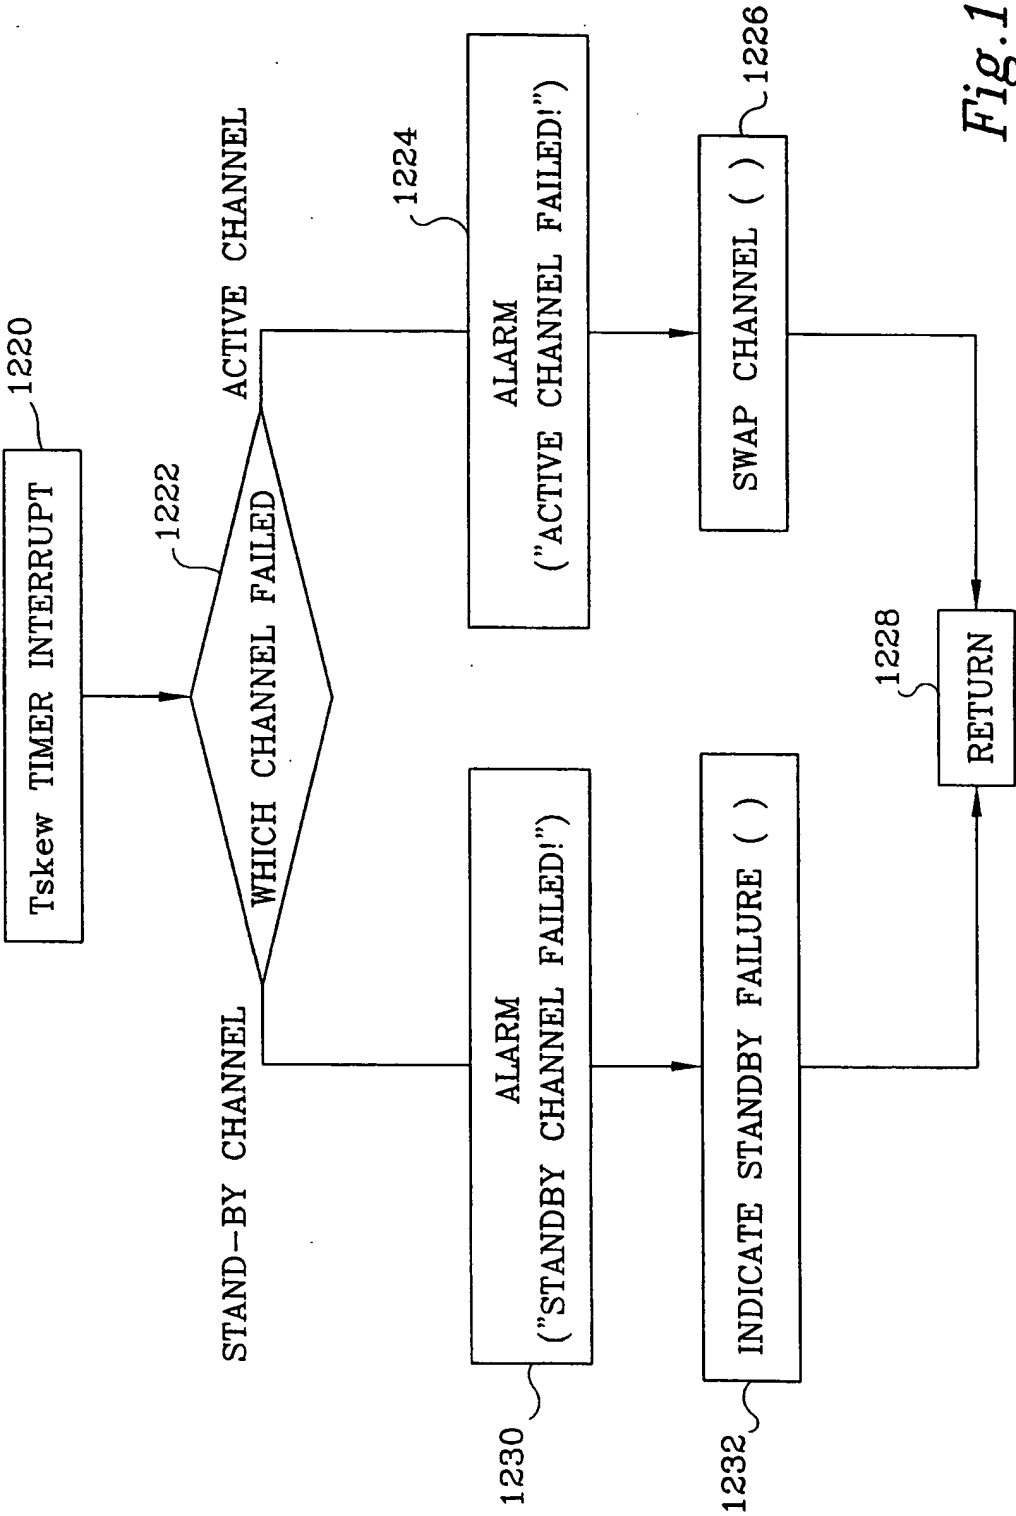 1220
Tskew TIMER INTERRUPT
1222
WHICH CHANNEL FAILED
STAND-BY CHANNEL
ACTIVE CHANNEL
1230
ALARM
("STANDBY CHANNEL FAILED!")
1224
ALARM
("ACTIVE CHANNEL FAILED!")
1232
INDICATE STANDBY FAILURE ( )
SWAP CHANNEL ( )
1226
1228
RETURN
Fig.1